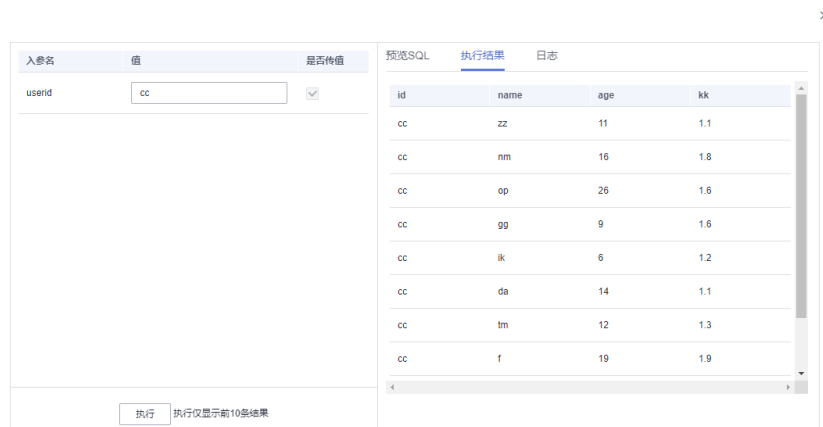 入参名 值 是否传值
userid cc
预览SQL 执行结果 日志
id name age kk
cc zz 11 1.1
cc nm 16 1.8
cc op 26 1.6
cc gg 9 1.6
cc ik 6 1.2
cc da 14 1.1
cc tm 12 1.3
cc f 19 1.9
执行 执行仅显示前10条结果